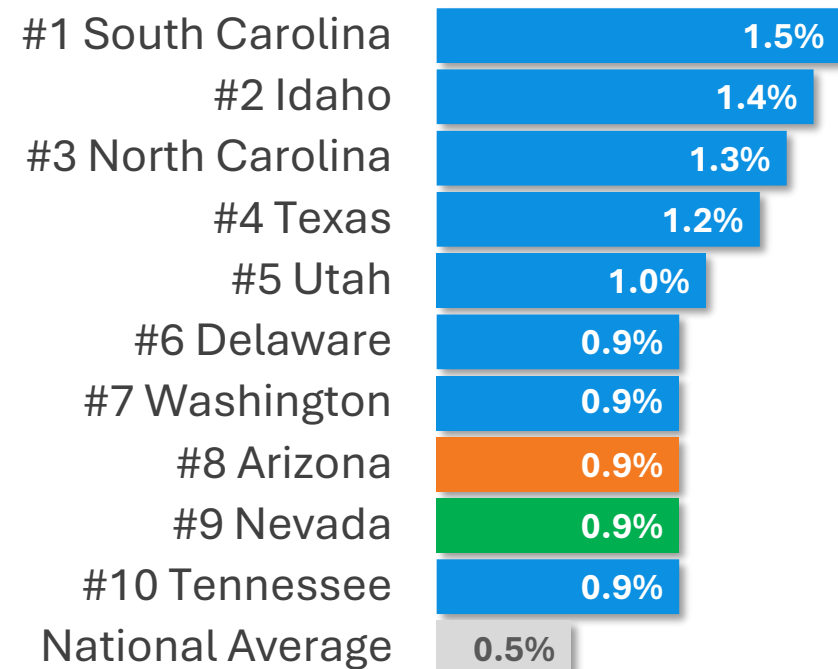 #1 South Carolina 1.5%
#2 Idaho 1.4%
#3 North Carolina 1.3%
#4 Texas 1.2%
#5 Utah 1.0%
#6 Delaware 0.9%
#7 Washington 0.9%
#8 Arizona 0.9%
#9 Nevada 0.9%
#10 Tennessee 0.9%
National Average 0.5%